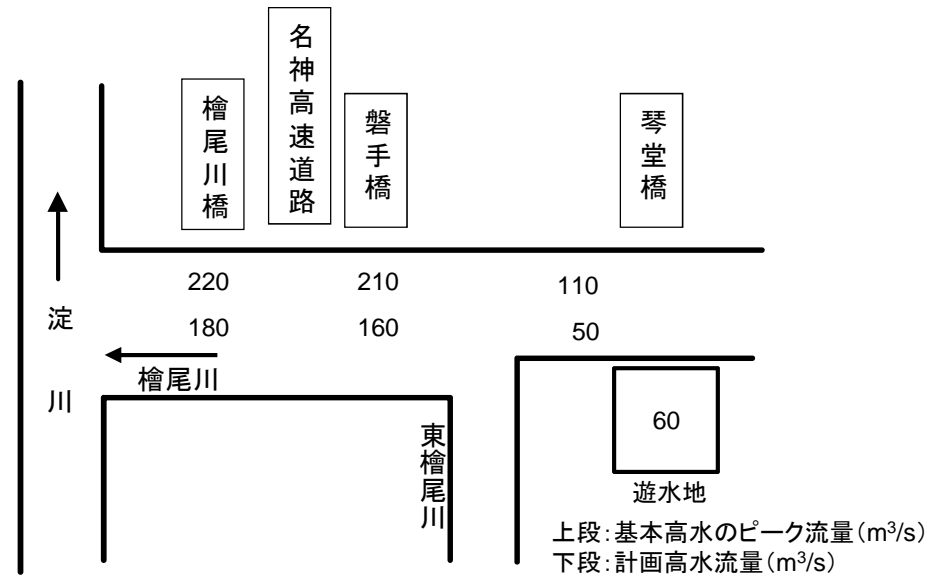 名神高速道路
檜尾川橋
磐手橋
琴堂橋
220
210
110
180
160
50
淀川
檜尾川
東檜尾川
60
遊水地
上段:基本高水のピーク流量(m³/s)
下段:計画高水流量(m³/s)